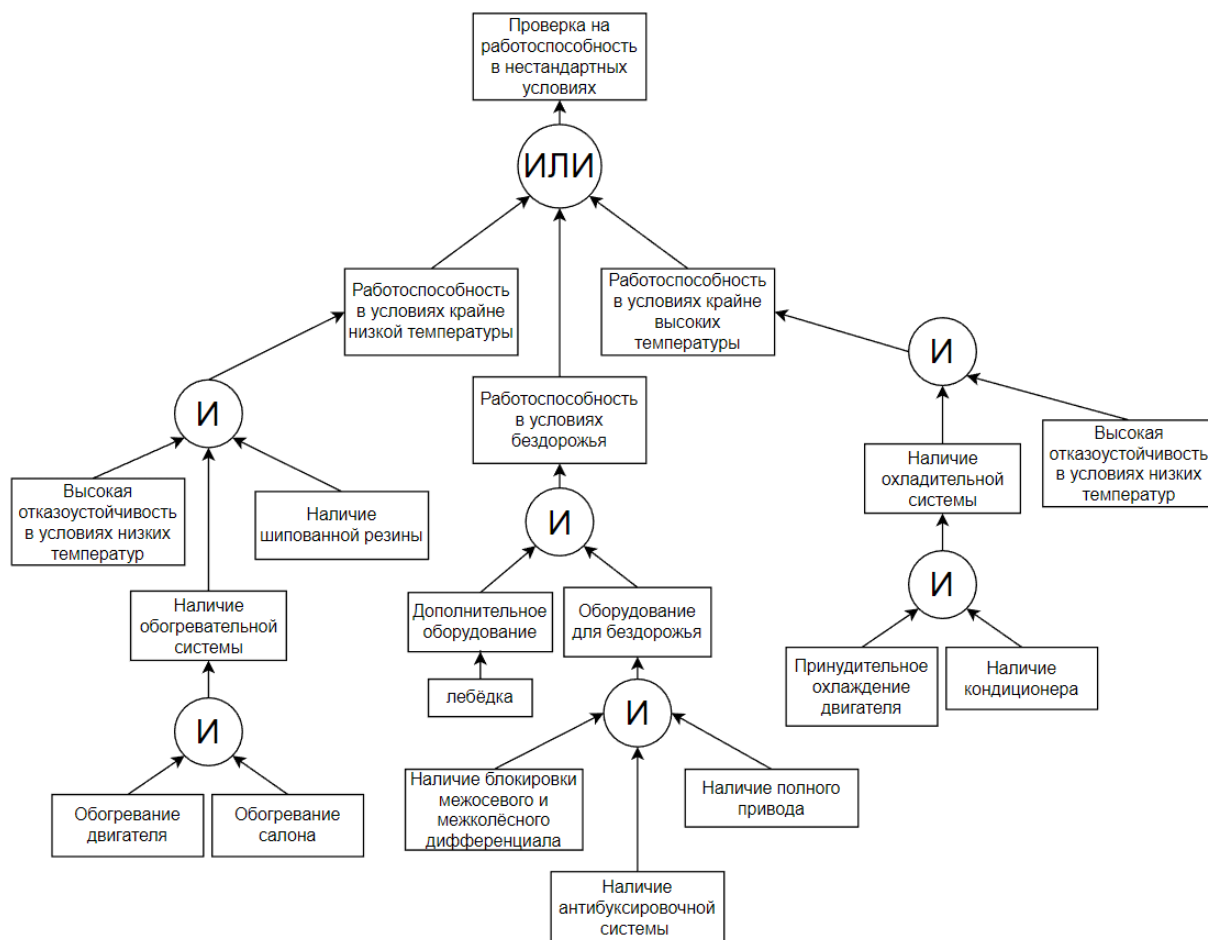 Проверка на
работоспособность
в нестандартных
условиях
ИЛИ
Работоспособность
в условиях крайне
низкой температуры
Работоспособность
в условиях крайне
высоких
температуры
И
И
Работоспособность
в условиях
бездорожья
Высокая
отказоустойчивость
в условиях низких
температур
Наличие
шипованной резины
Наличие
охладительной
системы
Высокая
отказоустойчивость
в условиях низких
температур
И
И
Наличие
обогревательной
системы
Дополнительное
оборудование
Оборудование
для бездорожья
Принудительное
охлаждение
двигателя
Наличие
кондиционера
лебёдка
И
И
Обогревание
двигателя
Обогревание
салона
Наличие блокировки
межосевого и
межколёсного
дифференциала
Наличие полного
привода
Наличие
антибуксировочной
системы